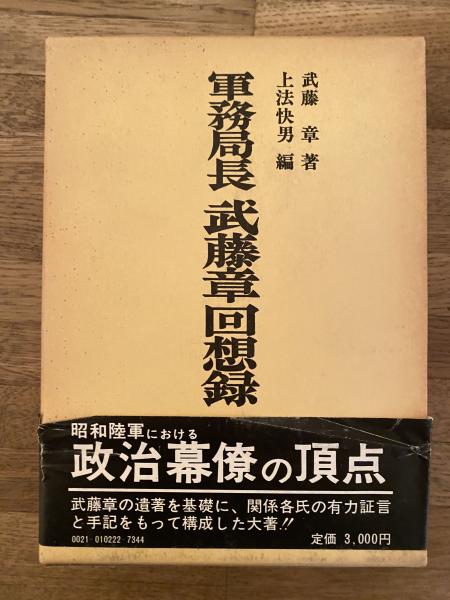 武藤 章 著
上法快男 編
軍務局長 武藤章回想録
昭和陸軍における
政治幕僚の頂点
武藤章の遺著を基礎に、関係各氏の有力証言
と手記をもって構成した大著!!
0021-010222-7344
定価 3,000円